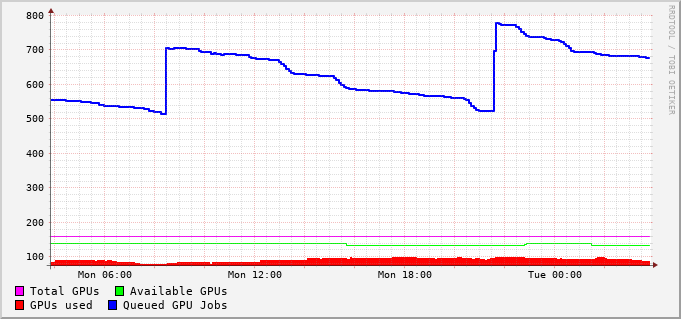 800
700
600
500
400
300
200
100
Mon 06:00 Mon 12:00 Mon 18:00 Tue 00:00
Total GPUs Available GPUs
GPUs used Queued GPU Jobs
RRDTOOL / TOBI OETIKER